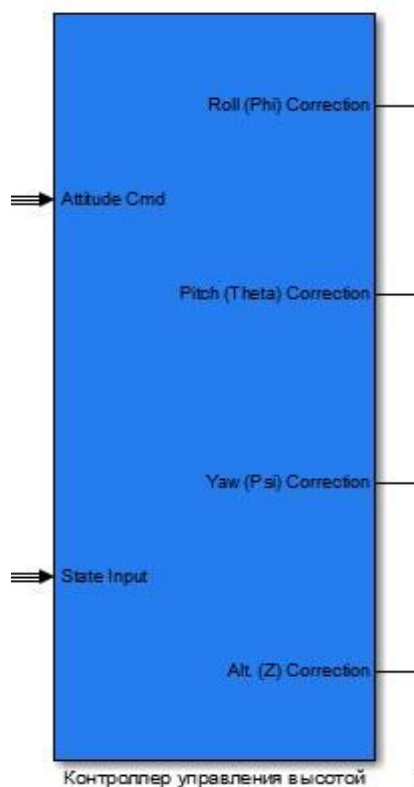 Roll (Phi) Correction
Attitude Cmd
Pitch (Theta) Correction
Yaw (Psi) Correction
State Input
Alt. (Z) Correction
Контроллер управления высотой